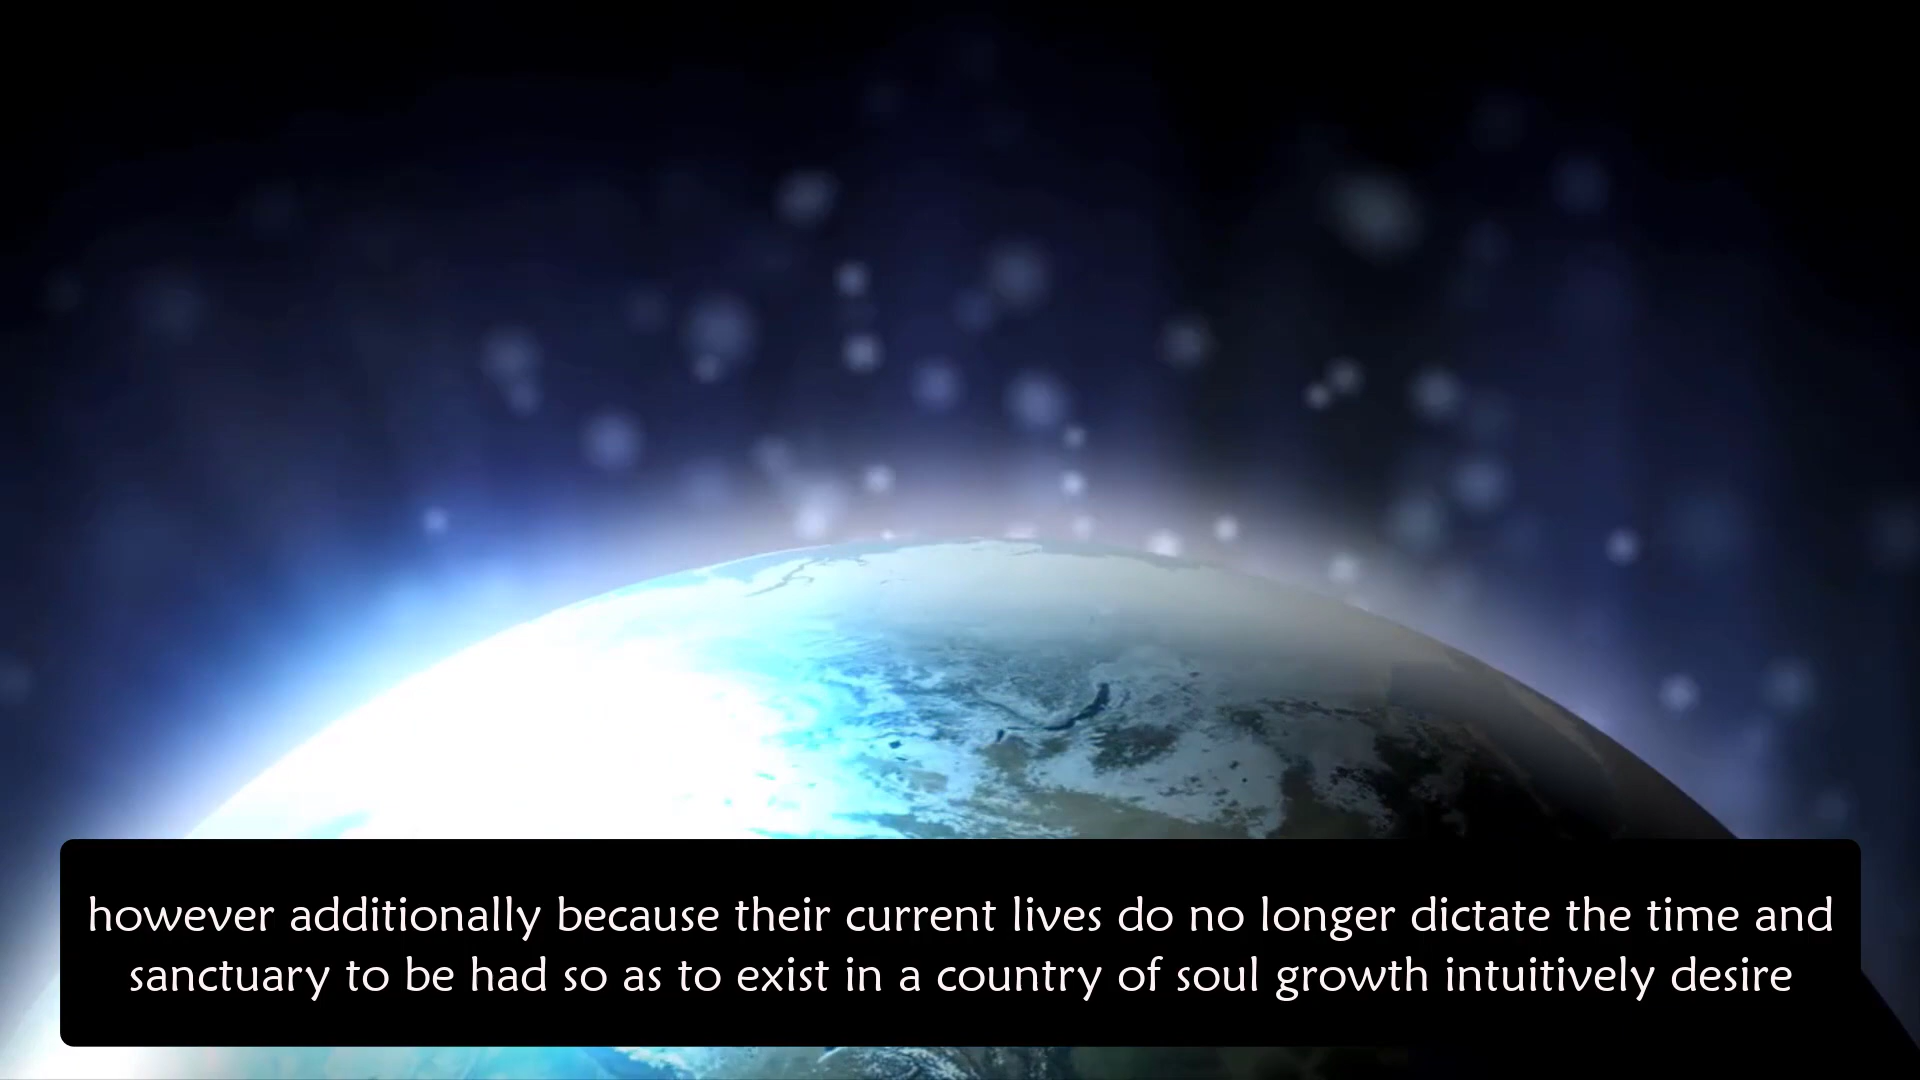 however additionally because their current lives do no longer dictate the time and
sanctuary to be had so as to exist in a country of soul growth intuitively desire